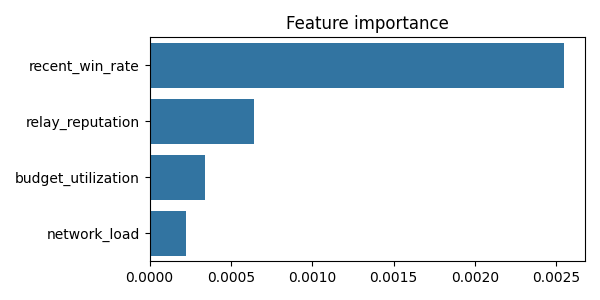 Feature importance
recent_win_rate
relay_reputation
budget_utilization
network_load
0.0000 0.0005 0.0010 0.0015 0.0020 0.0025